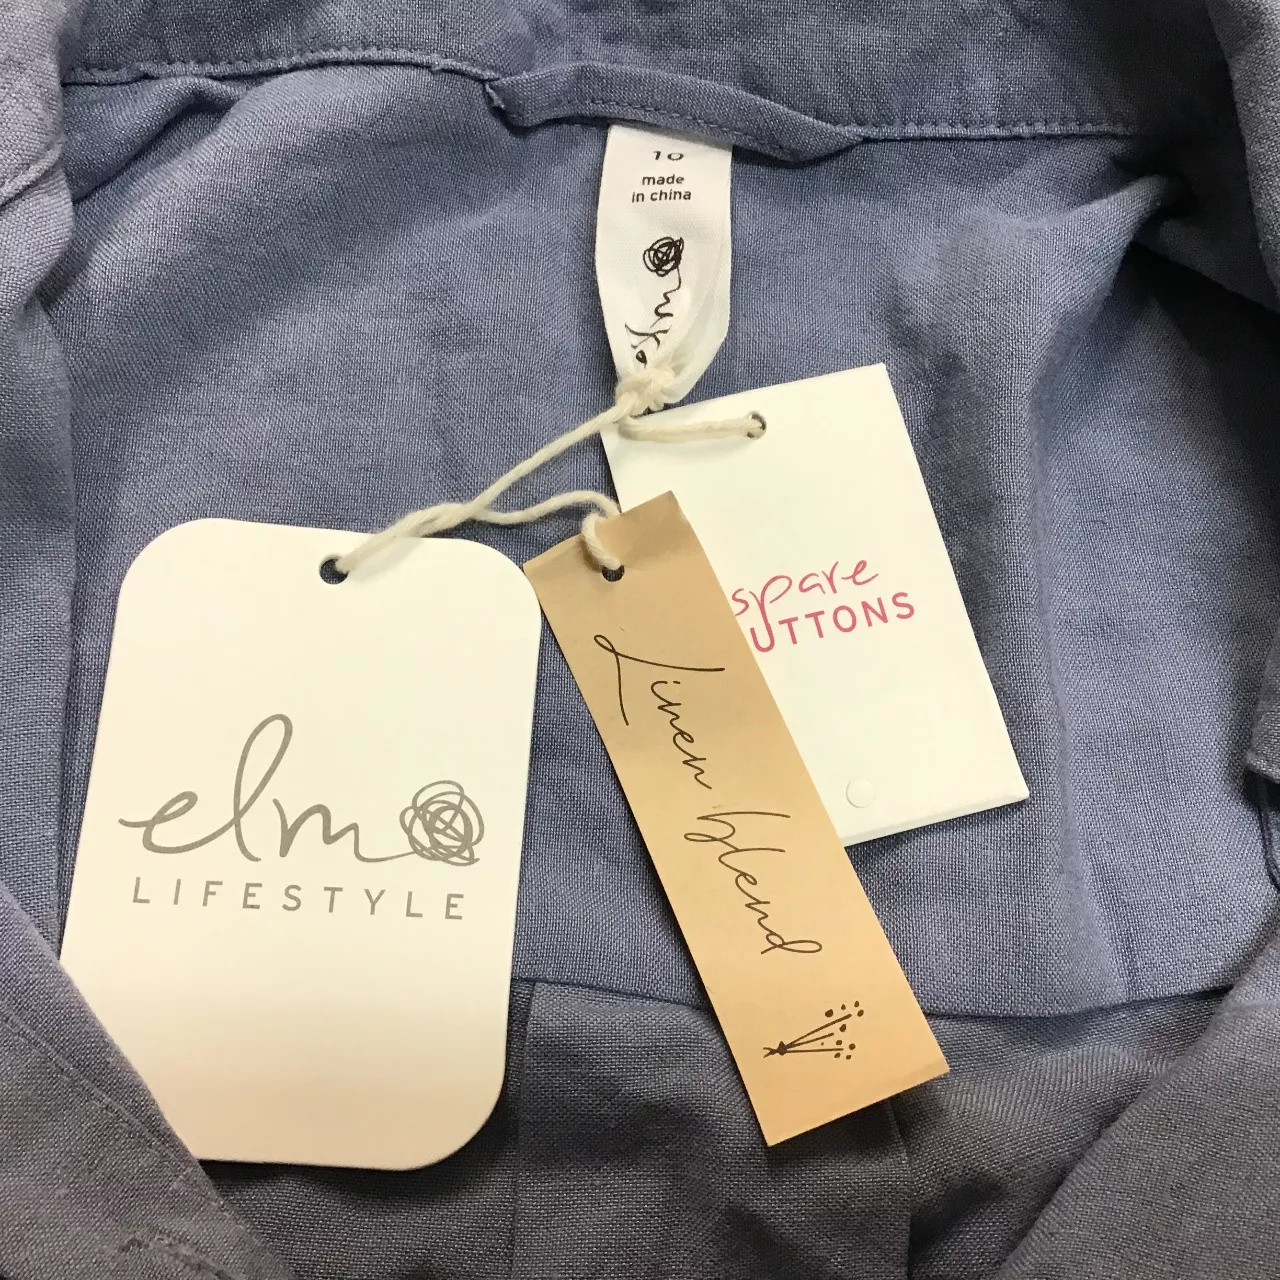 10
made
in china
elm
LIFESTYLE
Linen blend
spare
UTTONS